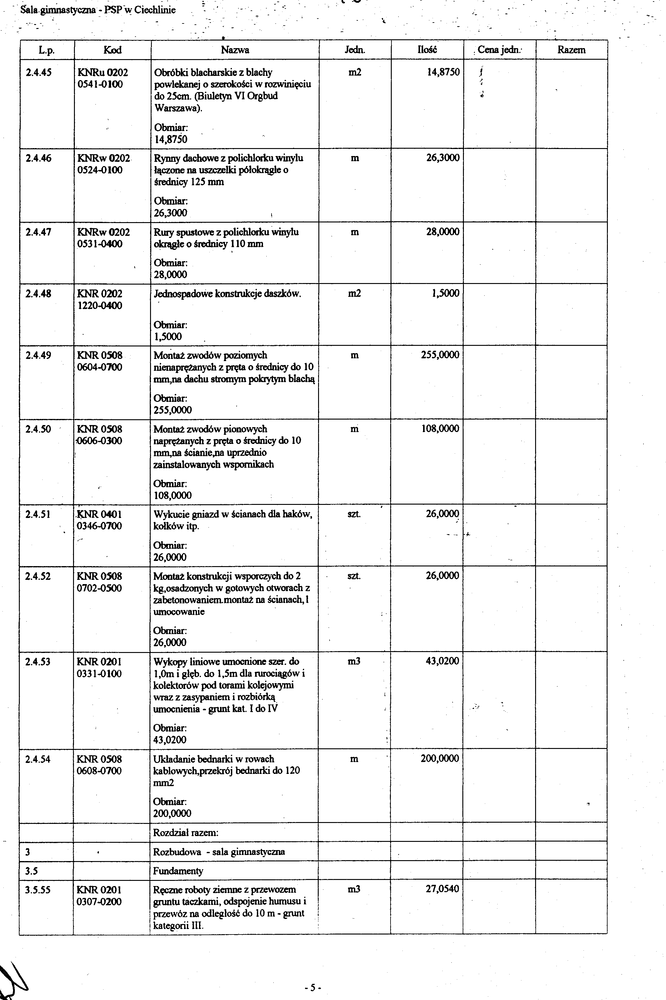 Sala gimnastyczna - PSP w Ciechlinie
L.p. Kod Nazwa Jedn. Ilość Cena jedn. Razem
2.4.45 KNRu 0202 Obróbki blacharskie z blachy m2 14,8750
0541-0100 powlekanej o szerokości w rozwinięciu
do 25cm. (Biuletyn VI Orgbud
Warszawa).
Obmiar:
14,8750
2.4.46 KNRw 0202 Rynny dachowe z polichlorku winylu m 26,3000
0524-0100 łączone na uszczelki półokrągłe o
średnicy 125 mm
Obmiar:
26,3000
2.4.47 KNRw 0202 Rury spustowe z polichlorku winylu m 28,0000
0531-0400 okrągłe o średnicy 110 mm
Obmiar:
28,0000
2.4.48 KNR 0202 Jednospadowe konstrukcje daszków. m2 1,5000
1220-0400
Obmiar:
1,5000
2.4.49 KNR 0508 Montaż zwodów poziomych m 255,0000
0604-0700 nienaprężanych z pręta o średnicy do 10
mm,na dachu stromym pokrytym blachą
Obmiar:
255,0000
2.4.50 KNR 0508 Montaż zwodów pionowych m 108,0000
0606-0300 naprężanych z pręta o średnicy do 10
mm,na ścianie,na uprzednio
zainstalowanych wspornikach
Obmiar:
108,0000
2.4.51 KNR 0401 Wykucie gniazd w ścianach dla haków, szt. 26,0000
0346-0700 kołków itp.
Obmiar:
26,0000
2.4.52 KNR 0508 Montaż konstrukcji wsporczych do 2 szt. 26,0000
0702-0500 kg,osadzonych w gotowych otworach z
zabetonowaniem.montaż na ścianach,1
umocowanie
Obmiar:
26,0000
2.4.53 KNR 0201 Wykopy liniowe umocnione szer. do m3 43,0200
0331-0100 1,0m i głęb. do 1,5m dla rurociągów i
kolektorów pod torami kolejowymi
wraz z zasypaniem i rozbiórką
umocnienia - grunt kat. I do IV
Obmiar:
43,0200
2.4.54 KNR 0508 Układanie bednarki w rowach m 200,0000
0608-0700 kablowych,przekrój bednarki do 120
mm2
Obmiar:
200,0000
Rozdział razem:
3 Rozbudowa - sala gimnastyczna
3.5 Fundamenty
3.5.55 KNR 0201 Ręczne roboty ziemne z przewozem m3 27,0540
0307-0200 gruntu taczkami, odspojenie humusu i
przewóz na odległość do 10 m - grunt
kategorii III.
- 5 -